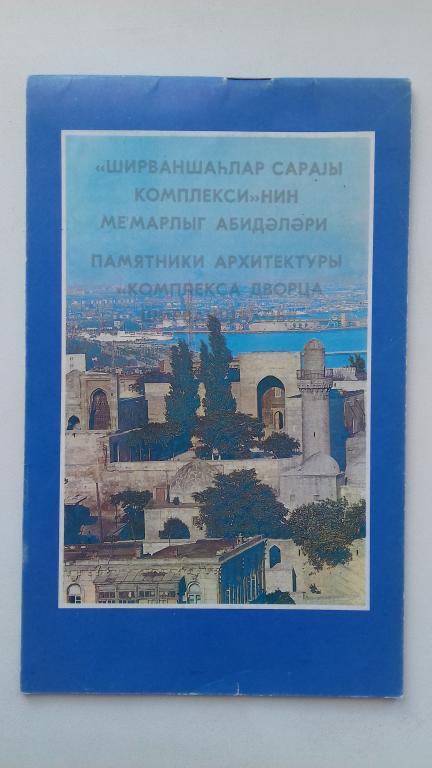 «ШИРВАНШАҺЛАР САРАЈЫ
КОМПЛЕКСИ»НИН
МЕМАРЛЫГ АБИДӘЛӘРИ
ПАМЯТНИКИ АРХИТЕКТУРЫ
«КОМПЛЕКСА ДВОРЦА